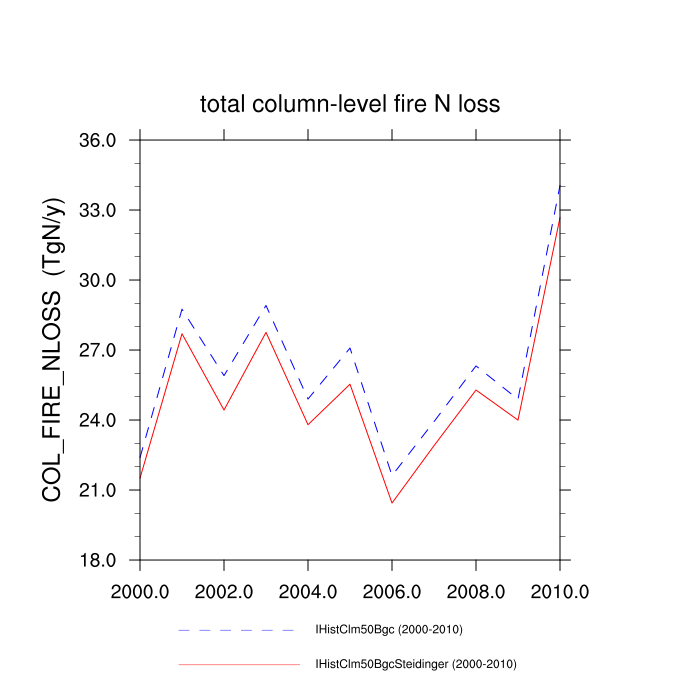 total column-level fire N loss
COL_FIRE_NLOSS (TgN/y)
36.0
33.0
30.0
27.0
24.0
21.0
18.0
2000.0 2002.0 2004.0 2006.0 2008.0 2010.0
IHistClm50Bgc (2000-2010)
IHistClm50BgcSteidinger (2000-2010)